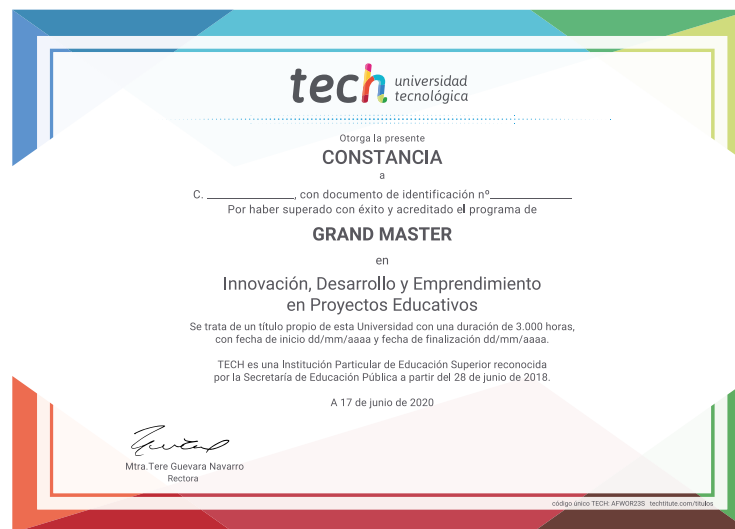 tech universidad
tecnológica
Otorga la presente
CONSTANCIA
a
C. ________________, con documento de identificación nº______________
Por haber superado con éxito y acreditado el programa de
GRAND MASTER
en
Innovación, Desarrollo y Emprendimiento
en Proyectos Educativos
Se trata de un título propio de esta Universidad con una duración de 3.000 horas,
con fecha de inicio dd/mm/aaaa y fecha de finalización dd/mm/aaaa.
TECH es una Institución Particular de Educación Superior reconocida
por la Secretaría de Educación Pública a partir del 28 de junio de 2018.
A 17 de junio de 2020
Mtra.Tere Guevara Navarro
Rectora
código único TECH: AFWOR23S techtitute.com/títulos